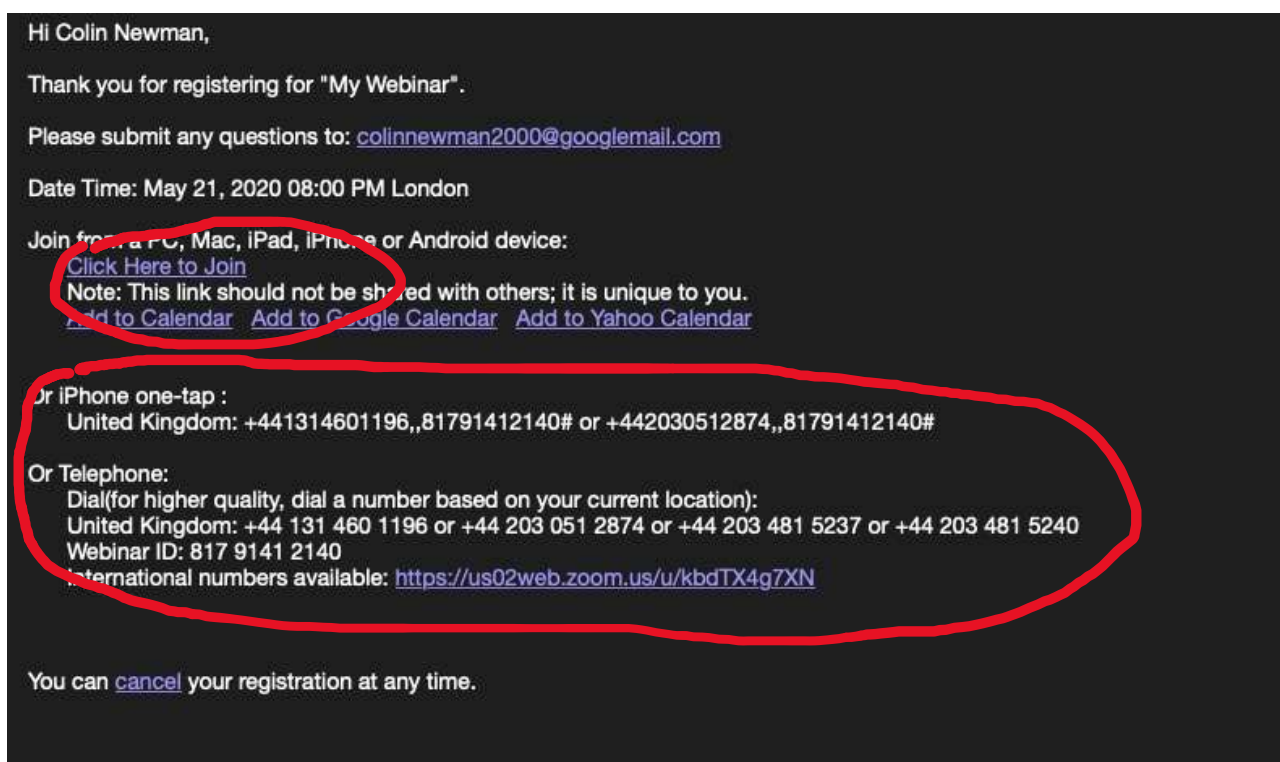 Hi Colin Newman,
Thank you for registering for "My Webinar".
Please submit any questions to: colinnewman2000@googlemail.com
Date Time: May 21, 2020 08:00 PM London
Join from a PC, Mac, iPad, iPhone or Android device:
Click Here to Join
Note: This link should not be shared with others; it is unique to you.
Add to Calendar Add to Google Calendar Add to Yahoo Calendar
Or iPhone one-tap :
United Kingdom: +441314601196,,81791412140# or +442030512874,,81791412140#
Or Telephone:
Dial(for higher quality, dial a number based on your current location):
United Kingdom: +44 131 460 1196 or +44 203 051 2874 or +44 203 481 5237 or +44 203 481 5240
Webinar ID: 817 9141 2140
International numbers available: https://us02web.zoom.us/u/kbdTX4g7XN
You can cancel your registration at any time.